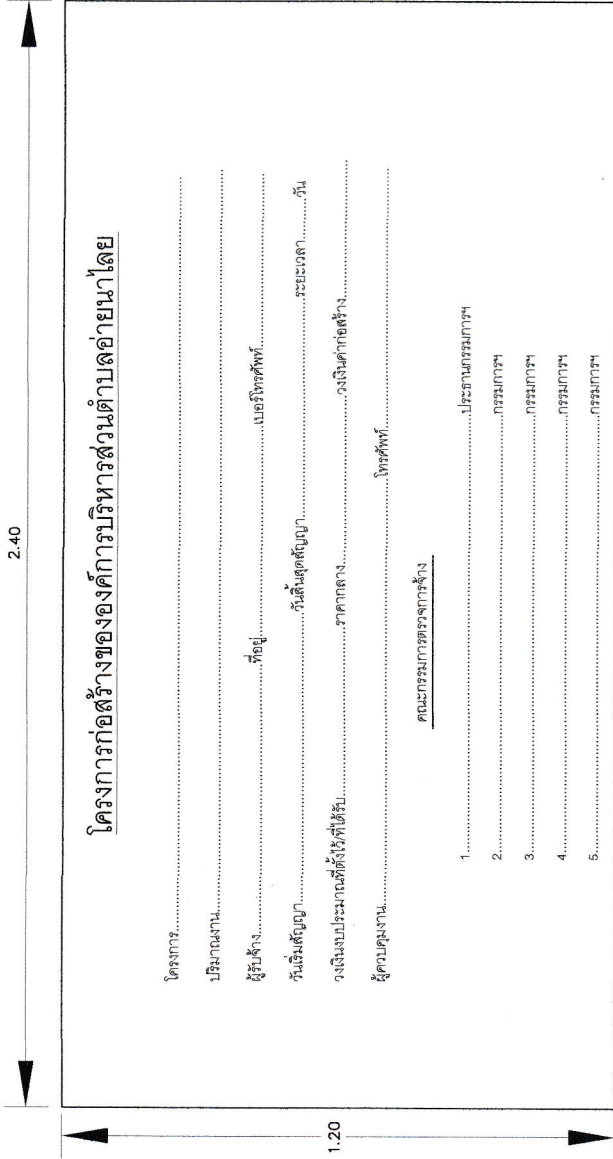 2.40
1.20
โครงการก่อสร้างขององค์การบริหารส่วนตำบลอ่ายนาไลย
โครงการ....................
ปริมาณงาน....................
ผู้รับจ้าง....................ที่อยู่....................เบอร์โทรศัพท์....................
วันเริ่มสัญญา....................วันสิ้นสุดสัญญา....................ระยะเวลา..........วัน
วงเงินงบประมาณที่ตั้งไว้/ที่ได้รับ....................ราคากลาง....................วงเงินค่าก่อสร้าง....................
ผู้ควบคุมงาน....................โทรศัพท์....................
คณะกรรมการตรวจการจ้าง
1....................ประธานกรรมการฯ
2....................กรรมการฯ
3....................กรรมการฯ
4....................กรรมการฯ
5....................กรรมการฯ